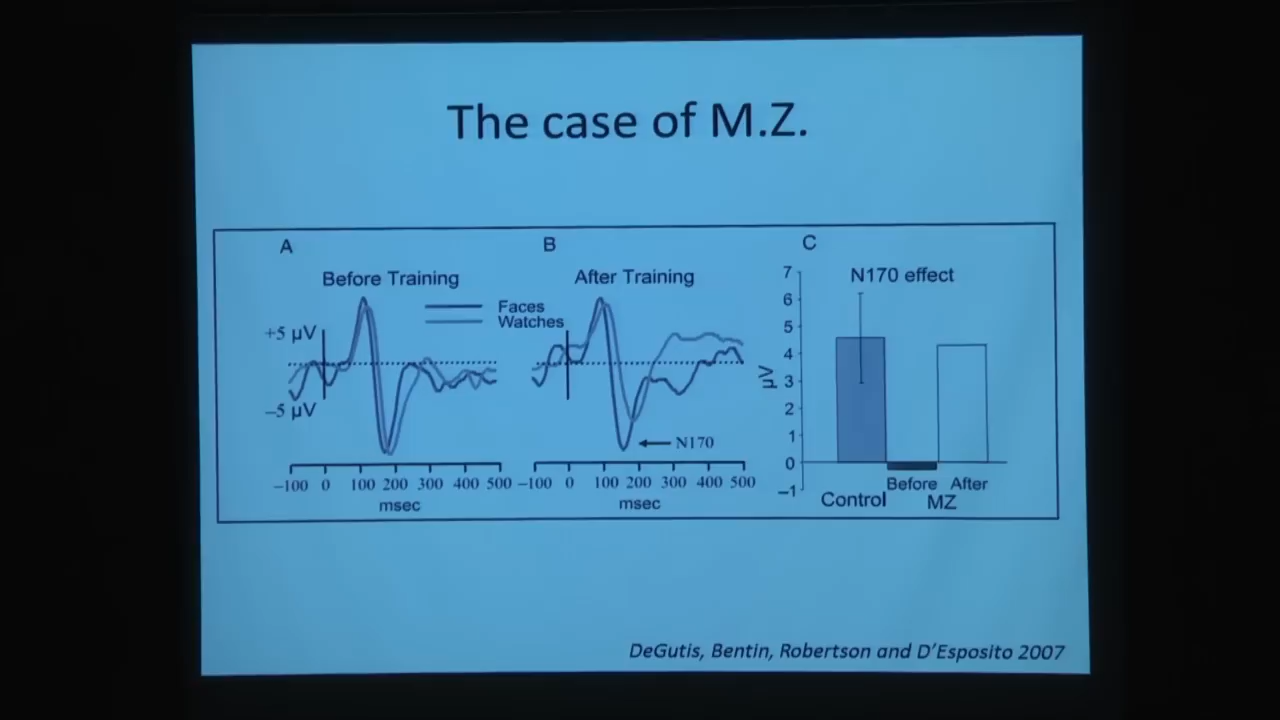 The case of M.Z.
A
Before Training
+5 µV
−5 µV
−100 0 100 200 300 400 500
msec
Faces
Watches
B
After Training
N170
−100 0 100 200 300 400 500
msec
C
N170 effect
µV
7
6
5
4
3
2
1
0
−1
Before After
Control MZ
DeGutis, Bentin, Robertson and D'Esposito 2007